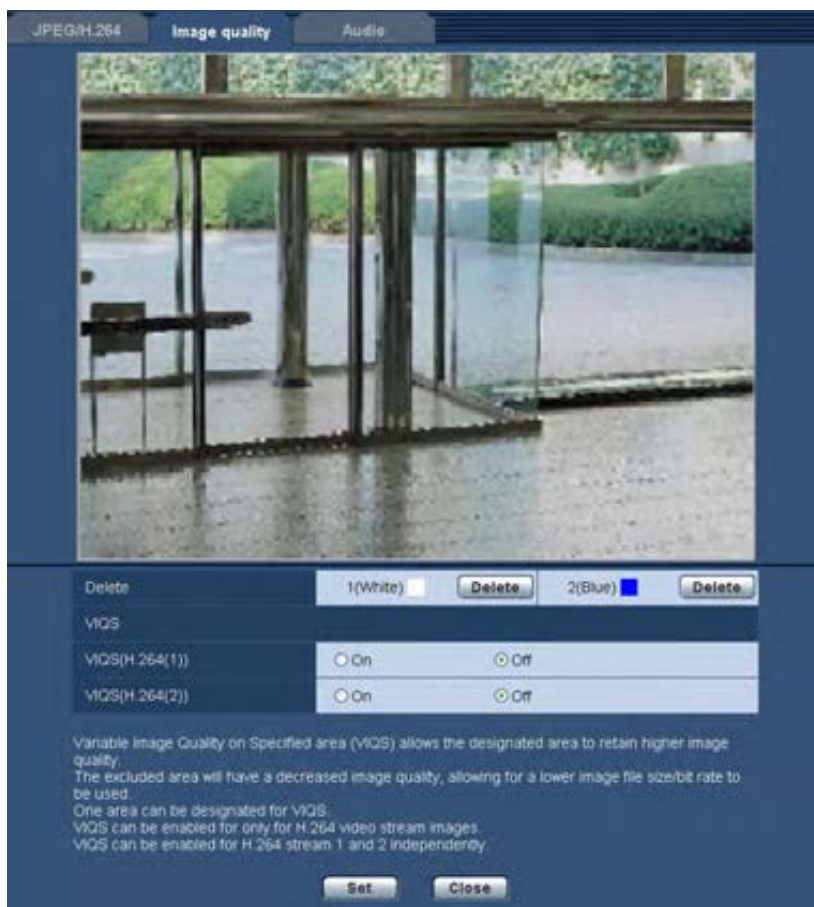 JPEG/H.264 Image quality Audio
Delete 1(White) Delete 2(Blue) Delete
VIQS
VIQS(H.264(1)) On Off
VIQS(H.264(2)) On Off
Variable Image Quality on Specified area (VIQS) allows the designated area to retain higher image
quality.
The excluded area will have a decreased image quality, allowing for a lower image file size/bit rate to
be used.
One area can be designated for VIQS.
VIQS can be enabled for only for H.264 video stream images.
VIQS can be enabled for H.264 stream 1 and 2 independently.
Set Close